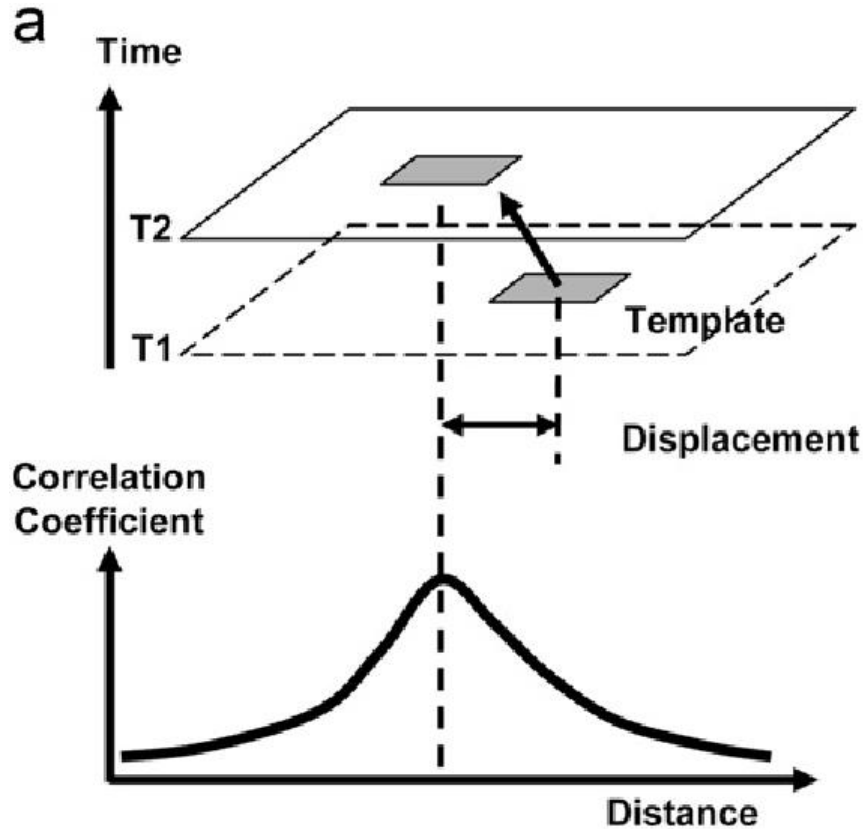 a
Time
T2
T1
Template
Displacement
Correlation
Coefficient
Distance